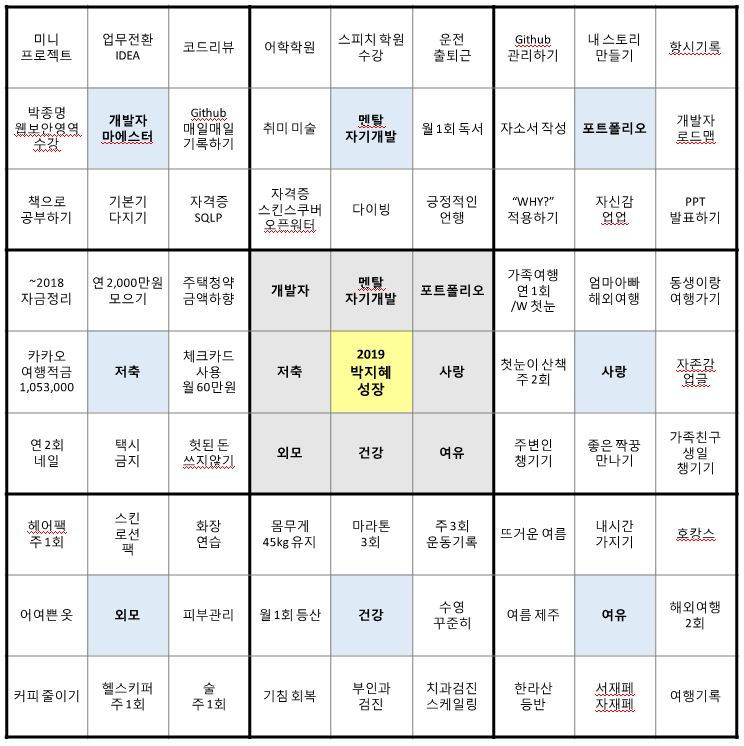 미니
프로젝트
업무전환
IDEA
코드리뷰
어학학원
스피치 학원
수강
운전
출퇴근
Github
관리하기
내 스토리
만들기
항시기록
박종명
웹보안영역
수강
개발자
마에스터
Github
매일매일
기록하기
취미 미술
멘탈
자기개발
월 1회 독서
자소서 작성
포트폴리오
개발자
로드맵
책으로
공부하기
기본기
다지기
자격증
SQLP
자격증
스킨스쿠버
오픈워터
다이빙
긍정적인
언행
“WHY?”
적용하기
자신감
업업
PPT
발표하기
~2018
자금정리
연 2,000만원
모으기
주택청약
금액하향
개발자
멘탈
자기개발
포트폴리오
가족여행
연 1회
/W 첫눈
엄마아빠
해외여행
동생이랑
여행가기
카카오
여행적금
1,053,000
저축
체크카드
사용
월 60만원
저축
2019
박지혜
성장
사랑
첫눈이 산책
주 2회
사랑
자존감
업글
연 2회
네일
택시
금지
헛된 돈
쓰지않기
외모
건강
여유
주변인
챙기기
좋은 짝꿍
만나기
가족친구
생일
챙기기
헤어팩
주 1회
스킨
로션
팩
화장
연습
몸무게
45kg 유지
마라톤
3회
주 3회
운동기록
뜨거운 여름
내시간
가지기
호캉스
어여쁜 옷
외모
피부관리
월 1회 등산
건강
수영
꾸준히
여름 제주
여유
해외여행
2회
커피 줄이기
헬스키퍼
주 1회
술
주 1회
기침 회복
부인과
검진
치과검진
스케일링
한라산
등반
서재페
자재페
여행기록